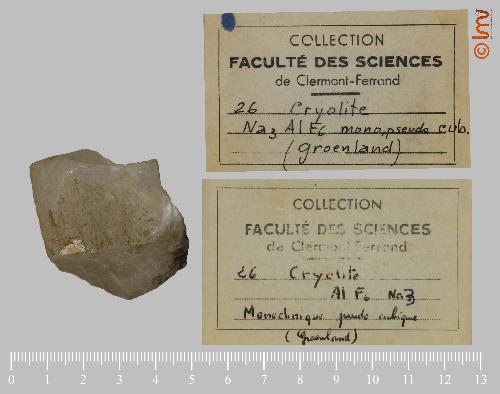 COLLECTION
FACULTÉ DES SCIENCES
de Clermont-Ferrand
26 Cryolite
Na3 Al F6 mono. pseudo cub.
(Groenland)
COLLECTION
FACULTÉ DES SCIENCES
de Clermont-Ferrand
26 Cryolite
Al F6 Na3
Monoclinique pseudo cubique
(Groenland)
0 1 2 3 4 5 6 7 8 9 10 11 12 13
© lmv